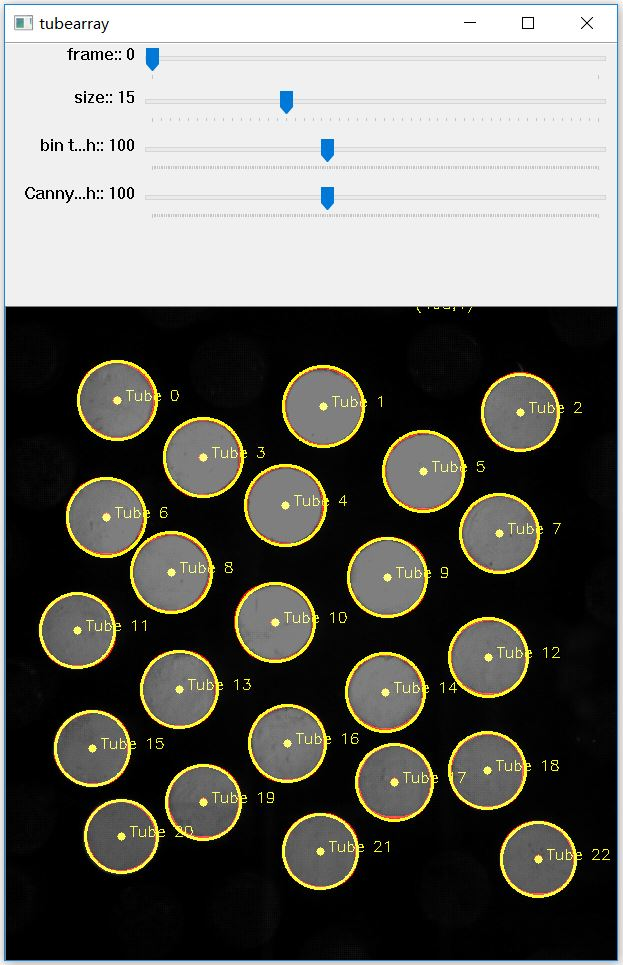 tubearray
frame:: 0
size:: 15
bin t...h:: 100
Canny...h:: 100
Tube 0
Tube 1
Tube 2
Tube 3
Tube 5
Tube 4
Tube 6
Tube 7
Tube 8
Tube 9
Tube 10
Tube 11
Tube 12
Tube 13
Tube 14
Tube 15
Tube 16
Tube 17
Tube 18
Tube 19
Tube 20
Tube 21
Tube 22